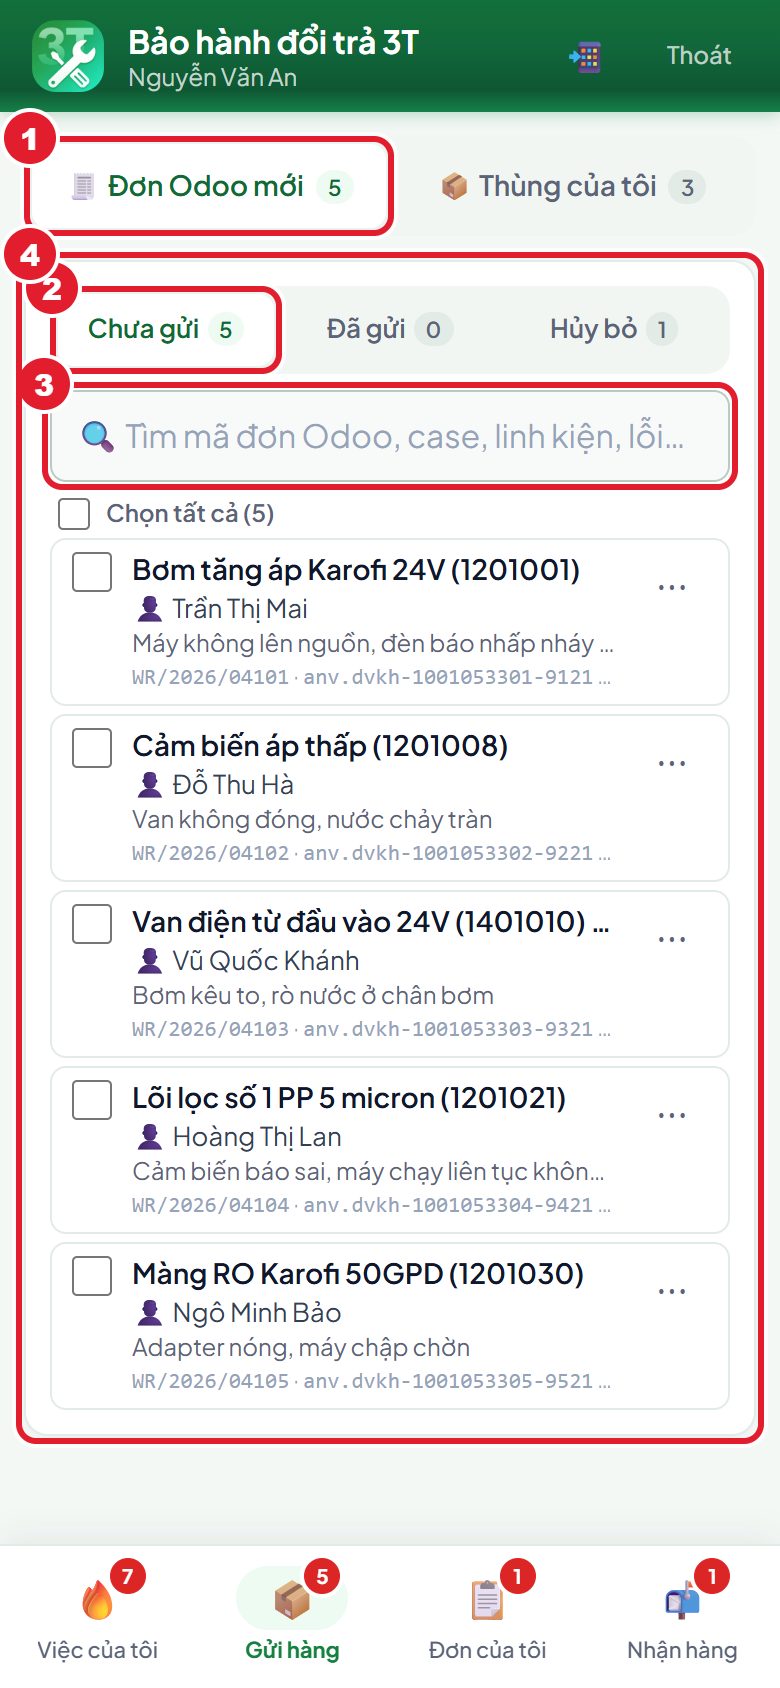 3T
Bảo hành đổi trả 3T
Nguyễn Văn An
Thoát
1
Đơn Odoo mới 5
Thùng của tôi 3
4
2
Chưa gửi 5
Đã gửi 0
Hủy bỏ 1
3
Tìm mã đơn Odoo, case, linh kiện, lỗi...
Chọn tất cả (5)
Bơm tăng áp Karofi 24V (1201001)
...
Trần Thị Mai
Máy không lên nguồn, đèn báo nhấp nháy ...
WR/2026/04101 · anv.dvkh-1001053301-9121 ...
Cảm biến áp thấp (1201008)
...
Đỗ Thu Hà
Van không đóng, nước chảy tràn
WR/2026/04102 · anv.dvkh-1001053302-9221 ...
Van điện từ đầu vào 24V (1401010) ...
...
Vũ Quốc Khánh
Bơm kêu to, rò nước ở chân bơm
WR/2026/04103 · anv.dvkh-1001053303-9321 ...
Lõi lọc số 1 PP 5 micron (1201021)
...
Hoàng Thị Lan
Cảm biến báo sai, máy chạy liên tục khôn...
WR/2026/04104 · anv.dvkh-1001053304-9421 ...
Màng RO Karofi 50GPD (1201030)
...
Ngô Minh Bảo
Adapter nóng, máy chập chờn
WR/2026/04105 · anv.dvkh-1001053305-9521 ...
7
5
1
1
Việc của tôi
Gửi hàng
Đơn của tôi
Nhận hàng